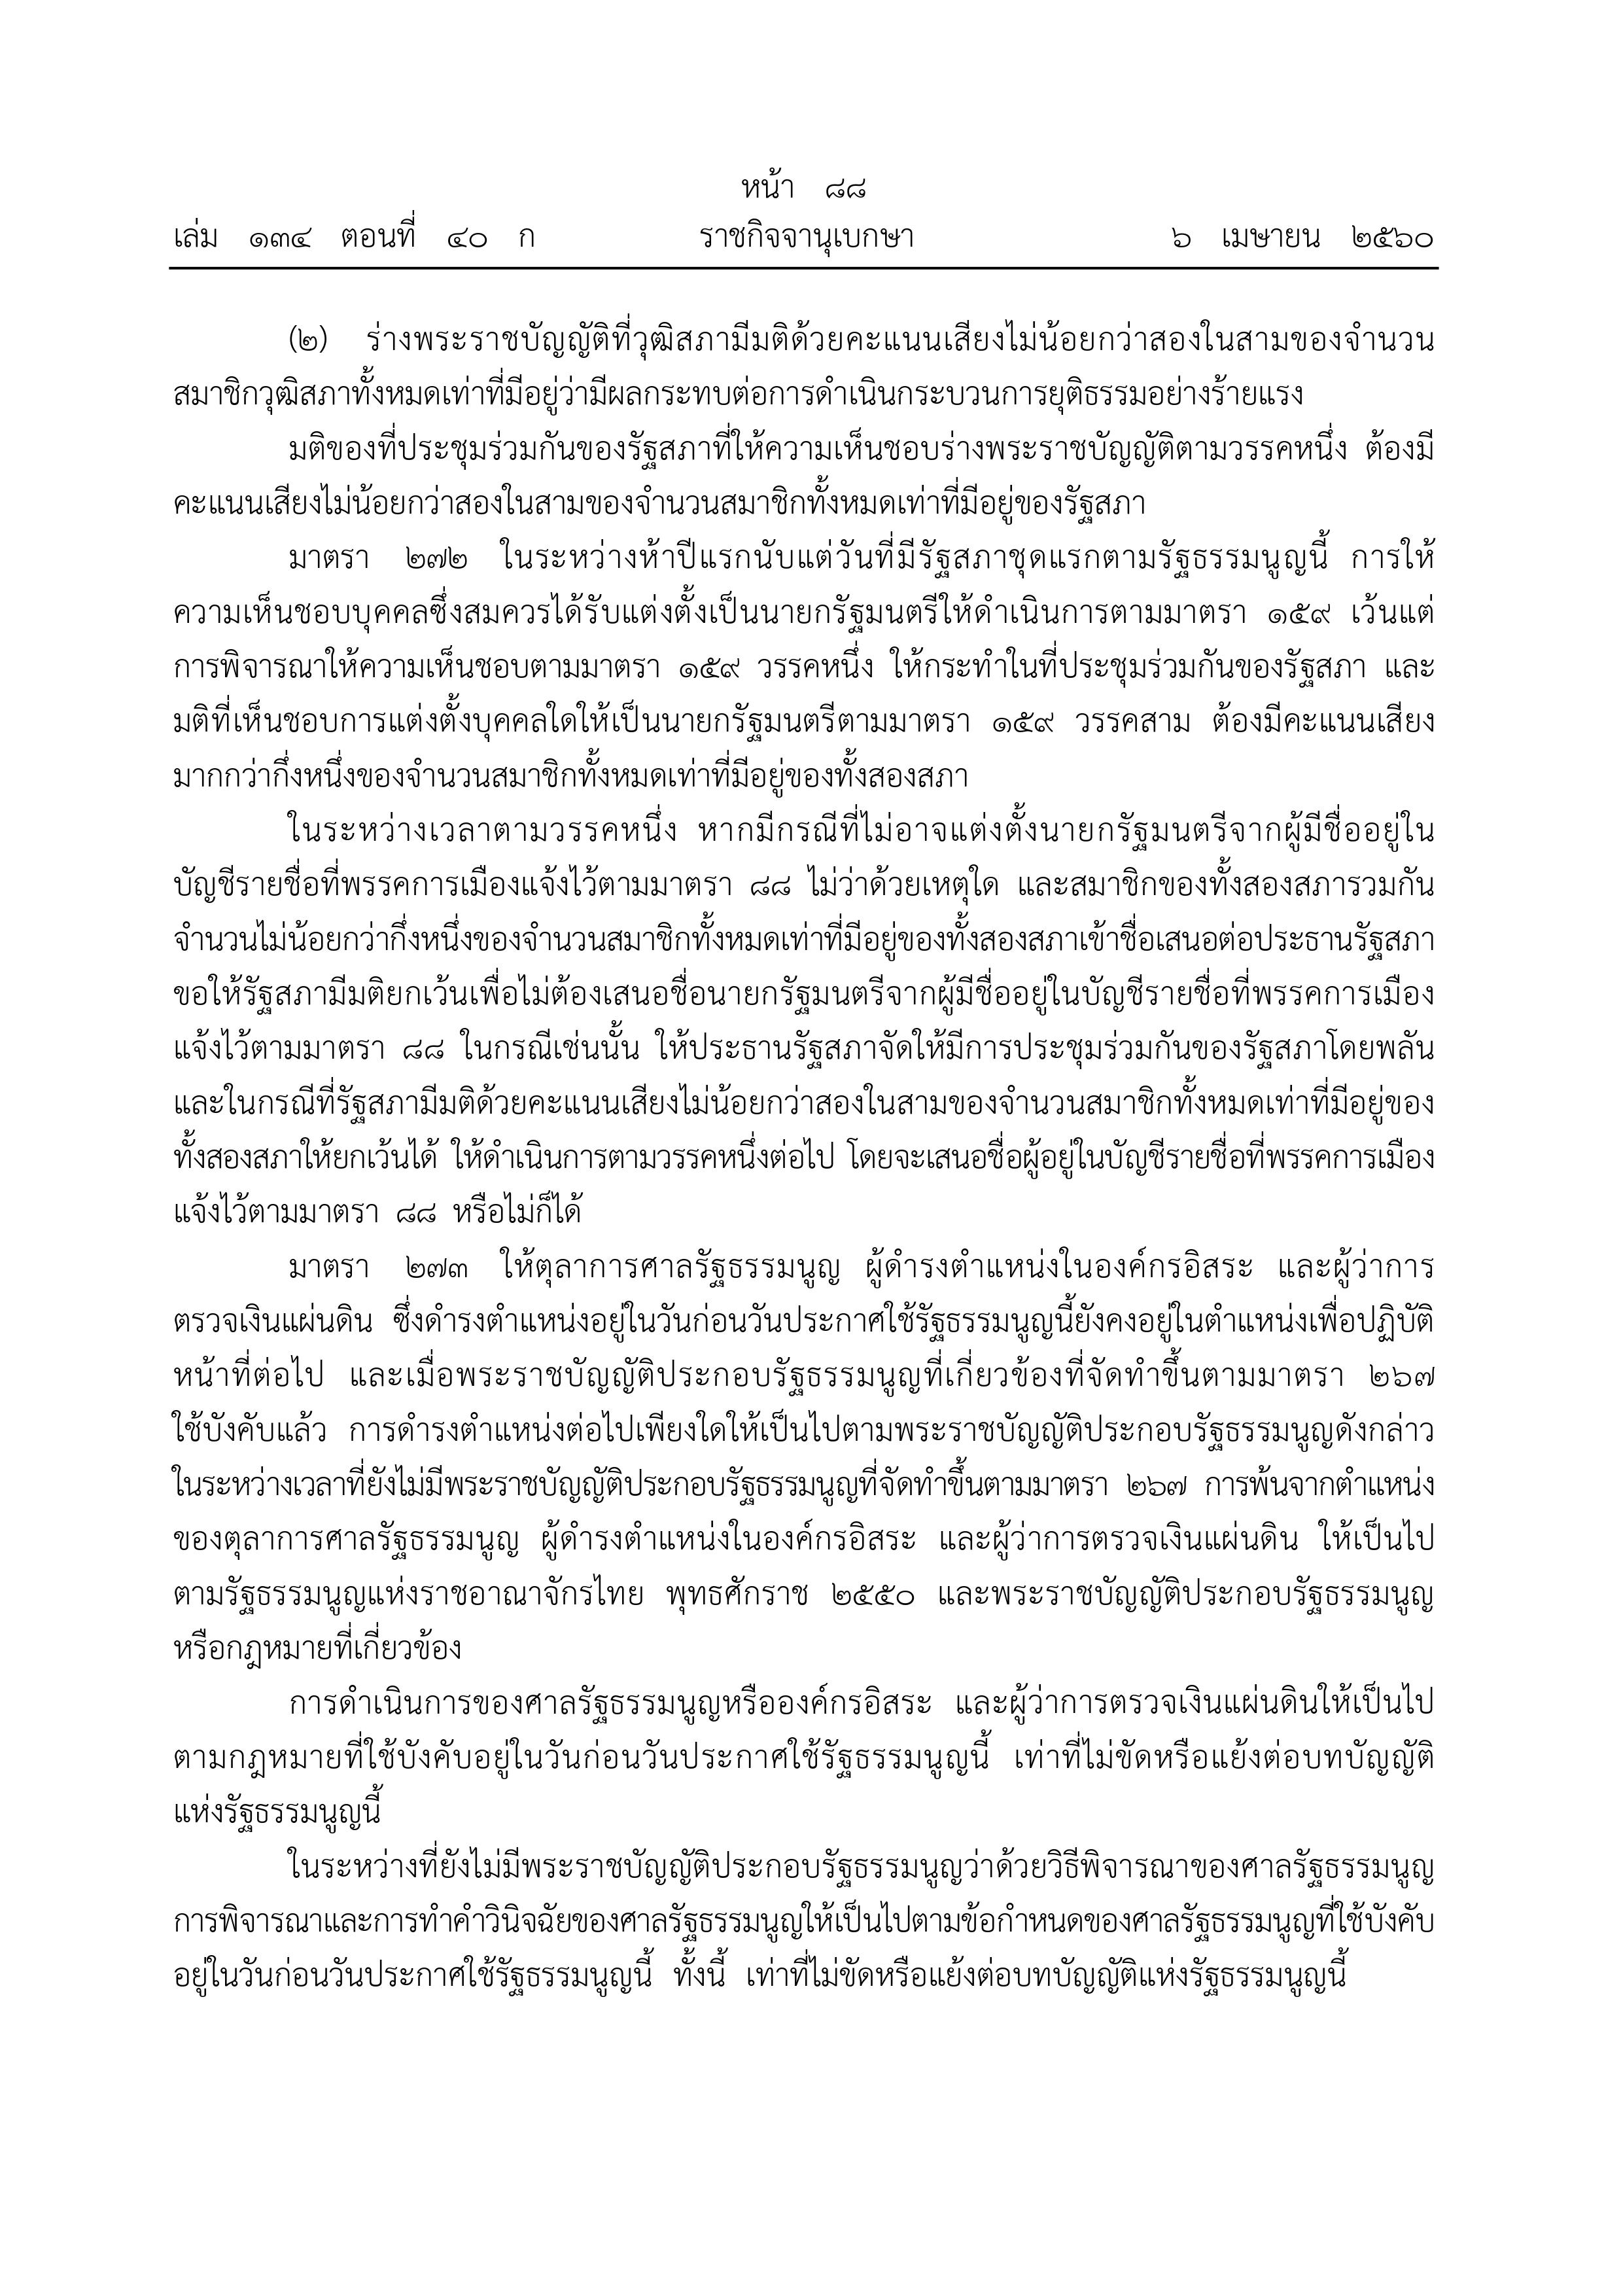 หน้า ๘๘
เล่ม ๑๓๔ ตอนที่ ๔๐ ก ราชกิจจานุเบกษา ๖ เมษายน ๒๕๖๐
(๒) ร่างพระราชบัญญัติที่วุฒิสภามีมติด้วยคะแนนเสียงไม่น้อยกว่าสองในสามของจำนวน
สมาชิกวุฒิสภาทั้งหมดเท่าที่มีอยู่ว่ามีผลกระทบต่อการดำเนินกระบวนการยุติธรรมอย่างร้ายแรง
มติของที่ประชุมร่วมกันของรัฐสภาที่ให้ความเห็นชอบร่างพระราชบัญญัติตามวรรคหนึ่ง ต้องมี
คะแนนเสียงไม่น้อยกว่าสองในสามของจำนวนสมาชิกทั้งหมดเท่าที่มีอยู่ของรัฐสภา
มาตรา ๒๗๒ ในระหว่างห้าปีแรกนับแต่วันที่มีรัฐสภาชุดแรกตามรัฐธรรมนูญนี้ การให้
ความเห็นชอบบุคคลซึ่งสมควรได้รับแต่งตั้งเป็นนายกรัฐมนตรีให้ดำเนินการตามมาตรา ๑๕๙ เว้นแต่
การพิจารณาให้ความเห็นชอบตามมาตรา ๑๕๙ วรรคหนึ่ง ให้กระทำในที่ประชุมร่วมกันของรัฐสภา และ
มติที่เห็นชอบการแต่งตั้งบุคคลใดให้เป็นนายกรัฐมนตรีตามมาตรา ๑๕๙ วรรคสาม ต้องมีคะแนนเสียง
มากกว่ากึ่งหนึ่งของจำนวนสมาชิกทั้งหมดเท่าที่มีอยู่ของทั้งสองสภา
ในระหว่างเวลาตามวรรคหนึ่ง หากมีกรณีที่ไม่อาจแต่งตั้งนายกรัฐมนตรีจากผู้มีชื่ออยู่ใน
บัญชีรายชื่อที่พรรคการเมืองแจ้งไว้ตามมาตรา ๘๘ ไม่ว่าด้วยเหตุใด และสมาชิกของทั้งสองสภารวมกัน
จำนวนไม่น้อยกว่ากึ่งหนึ่งของจำนวนสมาชิกทั้งหมดเท่าที่มีอยู่ของทั้งสองสภาเข้าชื่อเสนอต่อประธานรัฐสภา
ขอให้รัฐสภามีมติยกเว้นเพื่อไม่ต้องเสนอชื่อนายกรัฐมนตรีจากผู้มีชื่ออยู่ในบัญชีรายชื่อที่พรรคการเมือง
แจ้งไว้ตามมาตรา ๘๘ ในกรณีเช่นนั้น ให้ประธานรัฐสภาจัดให้มีการประชุมร่วมกันของรัฐสภาโดยพลัน
และในกรณีที่รัฐสภามีมติด้วยคะแนนเสียงไม่น้อยกว่าสองในสามของจำนวนสมาชิกทั้งหมดเท่าที่มีอยู่ของ
ทั้งสองสภาให้ยกเว้นได้ ให้ดำเนินการตามวรรคหนึ่งต่อไป โดยจะเสนอชื่อผู้อยู่ในบัญชีรายชื่อที่พรรคการเมือง
แจ้งไว้ตามมาตรา ๘๘ หรือไม่ก็ได้
มาตรา ๒๗๓ ให้ตุลาการศาลรัฐธรรมนูญ ผู้ดำรงตำแหน่งในองค์กรอิสระ และผู้ว่าการ
ตรวจเงินแผ่นดิน ซึ่งดำรงตำแหน่งอยู่ในวันก่อนวันประกาศใช้รัฐธรรมนูญนี้ยังคงอยู่ในตำแหน่งเพื่อปฏิบัติ
หน้าที่ต่อไป และเมื่อพระราชบัญญัติประกอบรัฐธรรมนูญที่เกี่ยวข้องที่จัดทำขึ้นตามมาตรา ๒๖๗
ใช้บังคับแล้ว การดำรงตำแหน่งต่อไปเพียงใดให้เป็นไปตามพระราชบัญญัติประกอบรัฐธรรมนูญดังกล่าว
ในระหว่างเวลาที่ยังไม่มีพระราชบัญญัติประกอบรัฐธรรมนูญที่จัดทำขึ้นตามมาตรา ๒๖๗ การพ้นจากตำแหน่ง
ของตุลาการศาลรัฐธรรมนูญ ผู้ดำรงตำแหน่งในองค์กรอิสระ และผู้ว่าการตรวจเงินแผ่นดิน ให้เป็นไป
ตามรัฐธรรมนูญแห่งราชอาณาจักรไทย พุทธศักราช ๒๕๕๐ และพระราชบัญญัติประกอบรัฐธรรมนูญ
หรือกฎหมายที่เกี่ยวข้อง
การดำเนินการของศาลรัฐธรรมนูญหรือองค์กรอิสระ และผู้ว่าการตรวจเงินแผ่นดินให้เป็นไป
ตามกฎหมายที่ใช้บังคับอยู่ในวันก่อนวันประกาศใช้รัฐธรรมนูญนี้ เท่าที่ไม่ขัดหรือแย้งต่อบทบัญญัติ
แห่งรัฐธรรมนูญนี้
ในระหว่างที่ยังไม่มีพระราชบัญญัติประกอบรัฐธรรมนูญว่าด้วยวิธีพิจารณาของศาลรัฐธรรมนูญ
การพิจารณาและการทำคำวินิจฉัยของศาลรัฐธรรมนูญให้เป็นไปตามข้อกำหนดของศาลรัฐธรรมนูญที่ใช้บังคับ
อยู่ในวันก่อนวันประกาศใช้รัฐธรรมนูญนี้ ทั้งนี้ เท่าที่ไม่ขัดหรือแย้งต่อบทบัญญัติแห่งรัฐธรรมนูญนี้